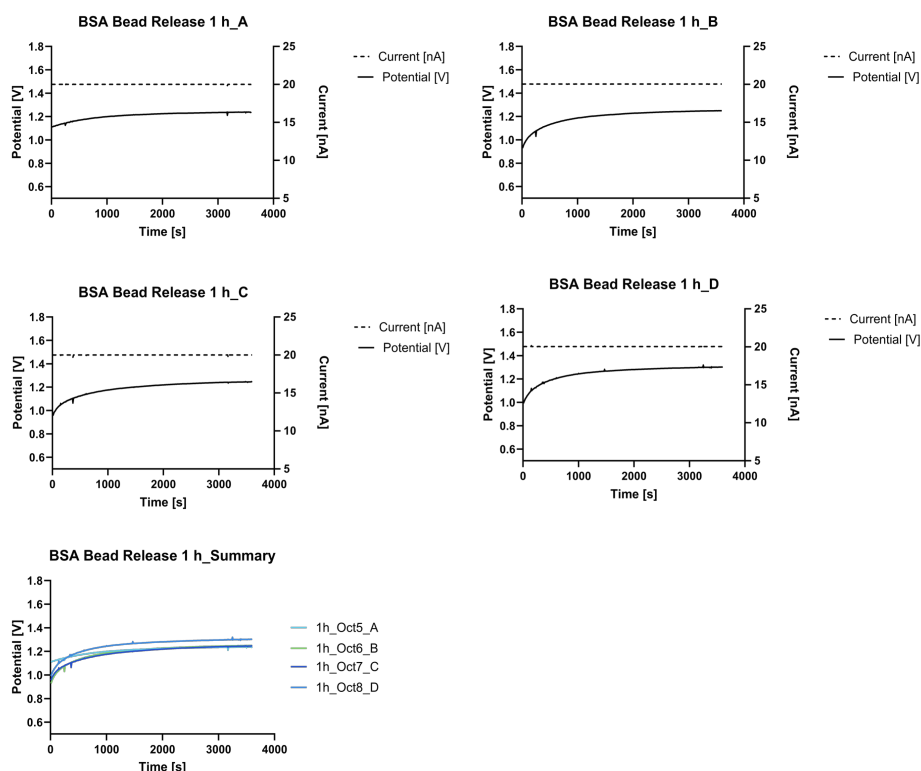 BSA Bead Release 1 h_A
1.8
1.6
1.4
1.2
1.0
0.8
0.6
Potential [V]
25
20
15
10
5
Current [nA]
0 1000 2000 3000 4000
Time [s]
Current [nA]
Potential [V]
BSA Bead Release 1 h_B
1.8
1.6
1.4
1.2
1.0
0.8
0.6
Potential [V]
25
20
15
10
5
Current [nA]
0 1000 2000 3000 4000
Time [s]
Current [nA]
Potential [V]
BSA Bead Release 1 h_C
1.8
1.6
1.4
1.2
1.0
0.8
0.6
Potential [V]
25
20
15
10
5
Current [nA]
0 1000 2000 3000 4000
Time [s]
Current [nA]
Potential [V]
BSA Bead Release 1 h_D
1.8
1.6
1.4
1.2
1.0
0.8
0.6
Potential [V]
25
20
15
10
5
Current [nA]
0 1000 2000 3000 4000
Time [s]
Current [nA]
Potential [V]
BSA Bead Release 1 h_Summary
1.8
1.6
1.4
1.2
1.0
0.8
0.6
Potential [V]
0 1000 2000 3000 4000
Time [s]
1h_Oct5_A
1h_Oct6_B
1h_Oct7_C
1h_Oct8_D